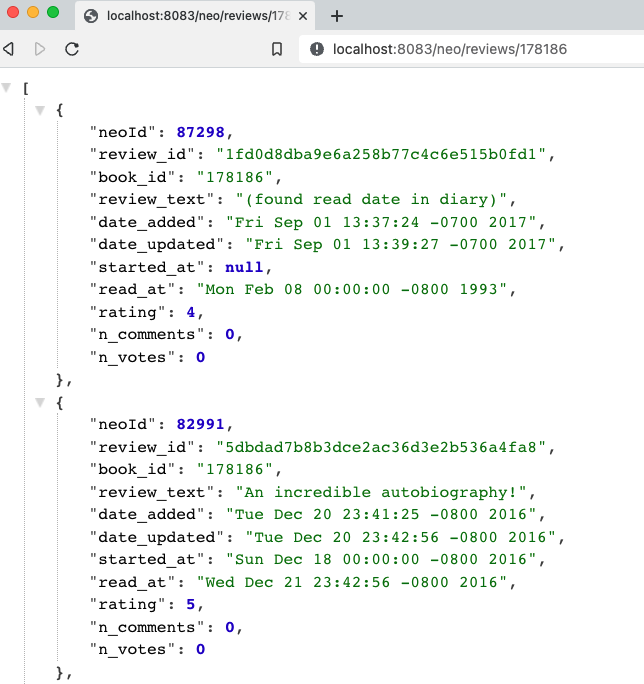 localhost:8083/neo/reviews/178
localhost:8083/neo/reviews/178186
[
{
"neoId": 87298,
"review_id": "1fd0d8dba9e6a258b77c4c6e515b0fd1",
"book_id": "178186",
"review_text": "(found read date in diary)",
"date_added": "Fri Sep 01 13:37:24 -0700 2017",
"date_updated": "Fri Sep 01 13:39:27 -0700 2017",
"started_at": null,
"read_at": "Mon Feb 08 00:00:00 -0800 1993",
"rating": 4,
"n_comments": 0,
"n_votes": 0
},
{
"neoId": 82991,
"review_id": "5dbdad7b8b3dce2ac36d3e2b536a4fa8",
"book_id": "178186",
"review_text": "An incredible autobiography!",
"date_added": "Tue Dec 20 23:41:25 -0800 2016",
"date_updated": "Tue Dec 20 23:42:56 -0800 2016",
"started_at": "Sun Dec 18 00:00:00 -0800 2016",
"read_at": "Wed Dec 21 23:42:56 -0800 2016",
"rating": 5,
"n_comments": 0,
"n_votes": 0
},